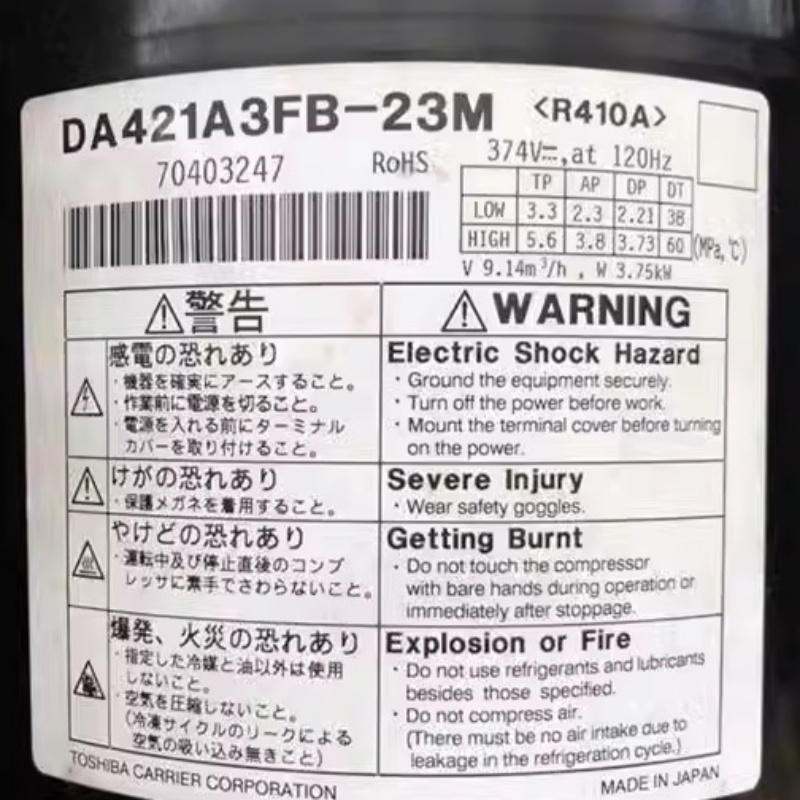 DA421A3FB-23M <R410A>
70403247 RoHS
374V⎓,at 120Hz
TP AP DP DT
LOW 3.3 2.3 2.21 38
HIGH 5.6 3.8 3.73 60 (MPa,℃)
V 9.14m³/h , W 3.75kW
⚠警告
感電の恐れあり
・機器を確実にアースすること。
・作業前に電源を切ること。
・電源を入れる前にターミナル
カバーを取り付けること。
けがの恐れあり
・保護メガネを着用すること。
やけどの恐れあり
・運転中及び停止直後のコンプ
レッサに素手でさわらないこと。
爆発、火災の恐れあり
・指定した冷媒と油以外は使用
しないこと。
・空気を圧縮しないこと。
(冷凍サイクルのリークによる
空気の吸い込み無きこと)
⚠WARNING
Electric Shock Hazard
・Ground the equipment securely.
・Turn off the power before work.
・Mount the terminal cover before turning
on the power.
Severe Injury
・Wear safety goggles.
Getting Burnt
・Do not touch the compressor
with bare hands during operation or
immediately after stoppage.
Explosion or Fire
・Do not use refrigerants and lubricants
besides those specified.
・Do not compress air.
(There must be no air intake due to
leakage in the refrigeration cycle.)
TOSHIBA CARRIER CORPORATION
MADE IN JAPAN